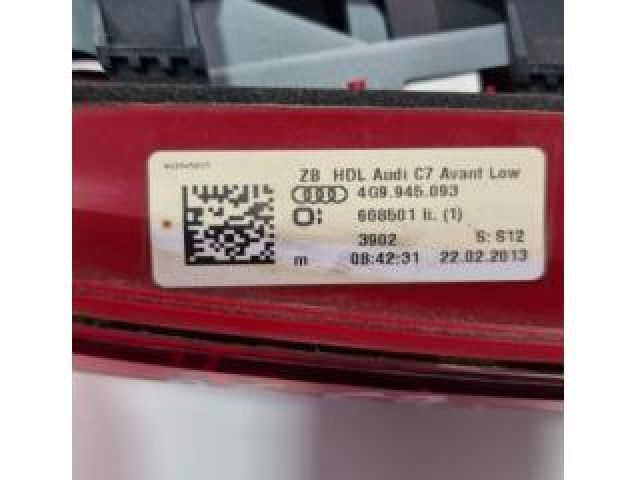 ZB HDL Audi C7 Avant Low
4G9.945.093
608501 li. (1)
3902 S: S12
m 08:42:31 22.02.2013